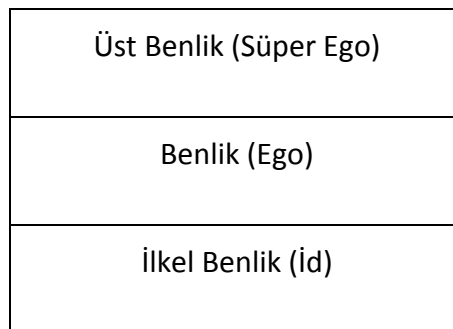 Üst Benlik (Süper Ego)
Benlik (Ego)
İlkel Benlik (İd)